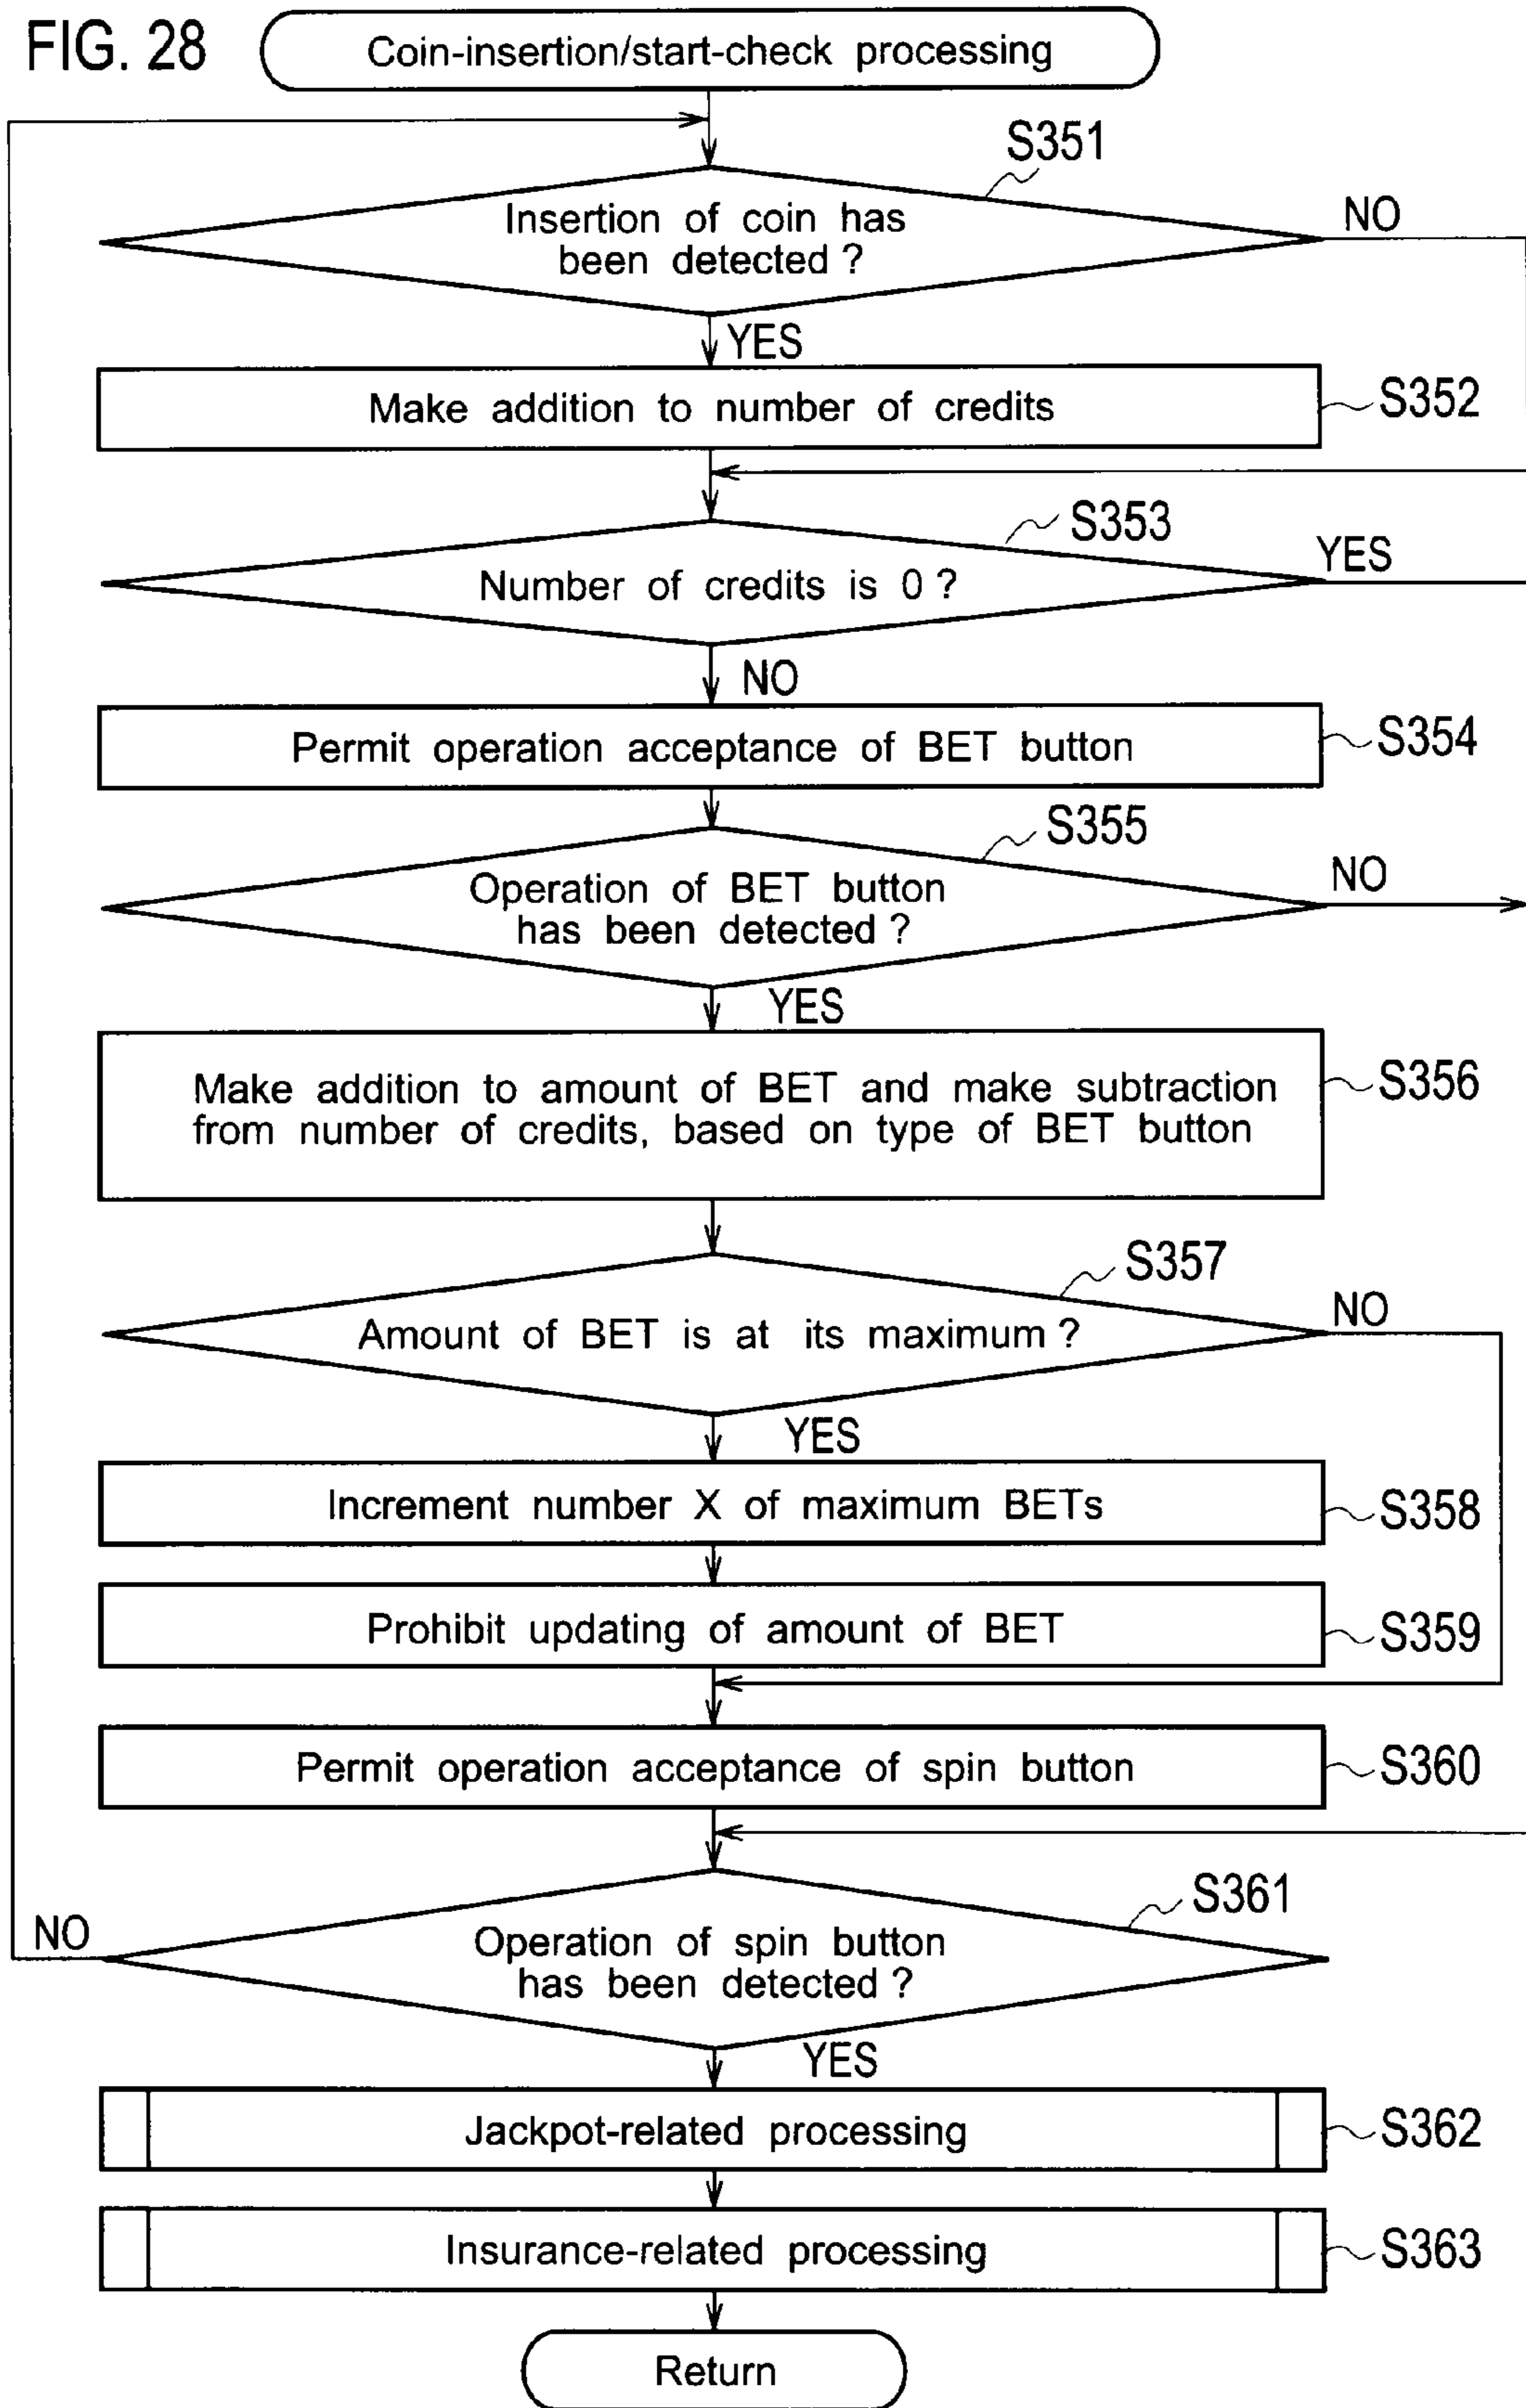 FIG. 28
Coin-insertion/start-check processing
S351
Insertion of coin has
been detected ?
NO
YES
Make addition to number of credits
S352
S353
Number of credits is 0 ?
YES
NO
Permit operation acceptance of BET button
S354
S355
Operation of BET button
has been detected ?
NO
YES
Make addition to amount of BET and make subtraction
from number of credits, based on type of BET button
S356
S357
Amount of BET is at its maximum ?
NO
YES
Increment number X of maximum BETs
S358
Prohibit updating of amount of BET
S359
Permit operation acceptance of spin button
S360
S361
NO
Operation of spin button
has been detected ?
YES
Jackpot-related processing
S362
Insurance-related processing
S363
Return